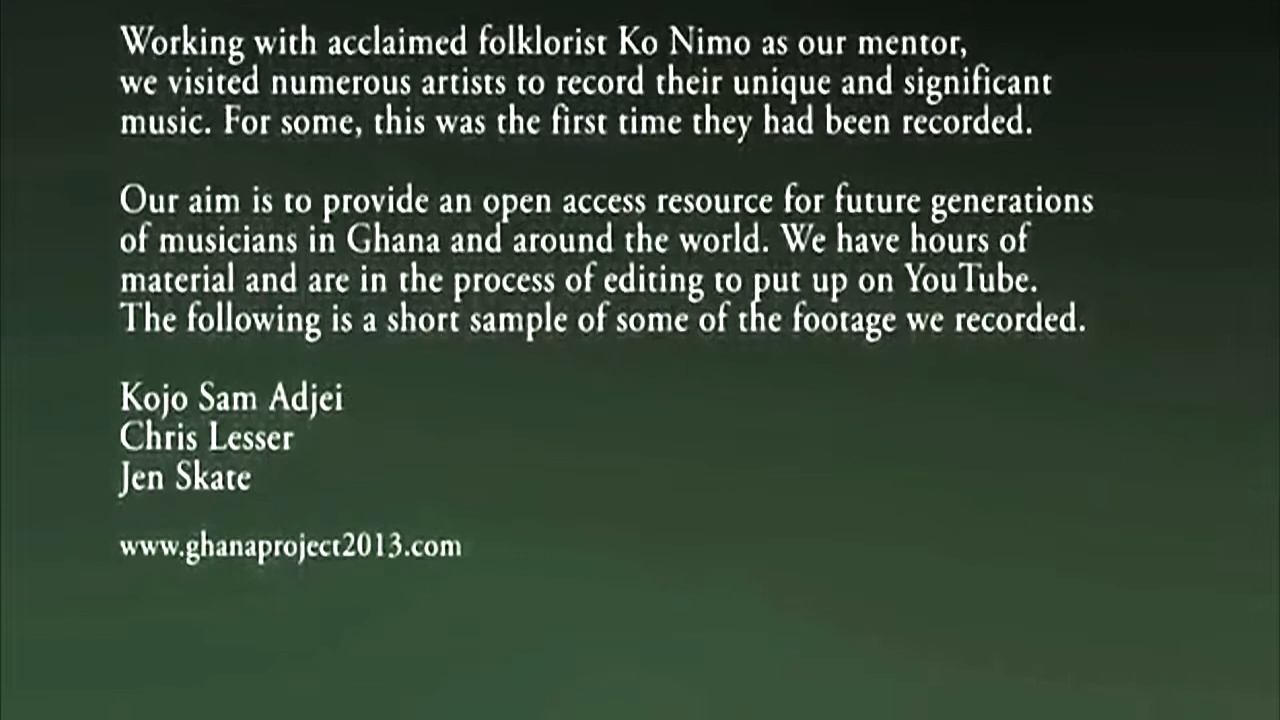 Working with acclaimed folklorist Ko Nimo as our mentor,
we visited numerous artists to record their unique and significant
music. For some, this was the first time they had been recorded.
Our aim is to provide an open access resource for future generations
of musicians in Ghana and around the world. We have hours of
material and are in the process of editing to put up on YouTube.
The following is a short sample of some of the footage we recorded.
Kojo Sam Adjei
Chris Lesser
Jen Skate
www.ghanaproject2013.com